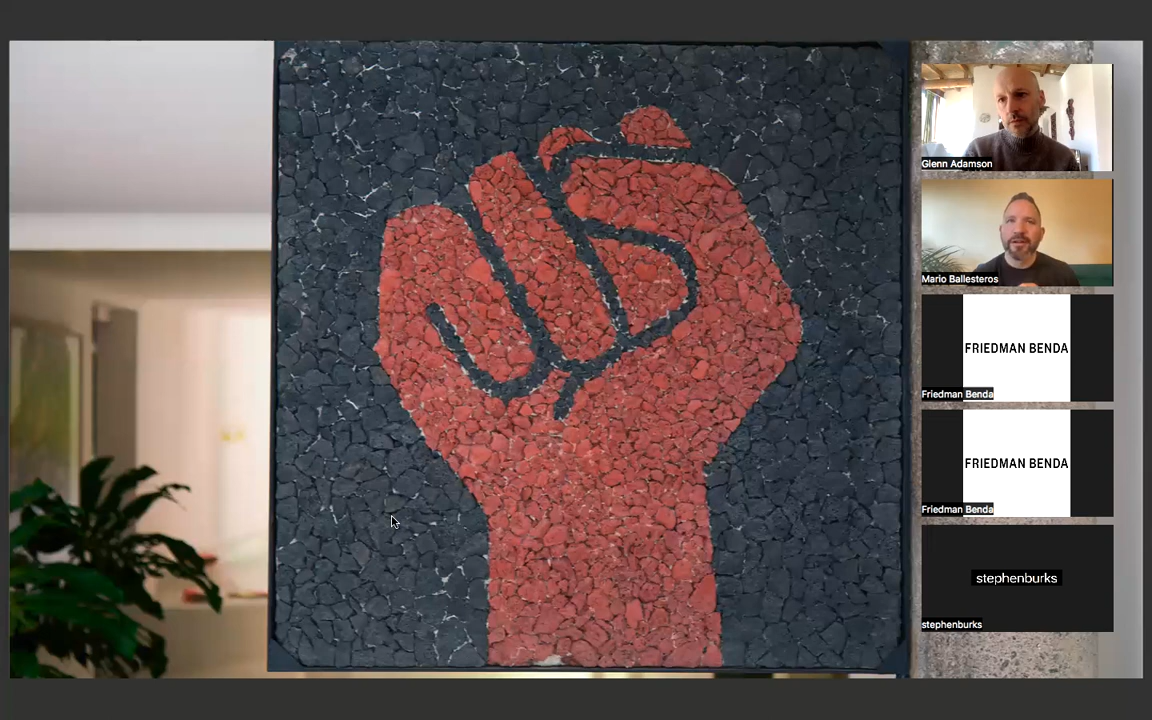 Glenn Adamson
Mario Ballesteros
FRIEDMAN BENDA
Friedman Benda
FRIEDMAN BENDA
Friedman Benda
stephenburks
stephenburks